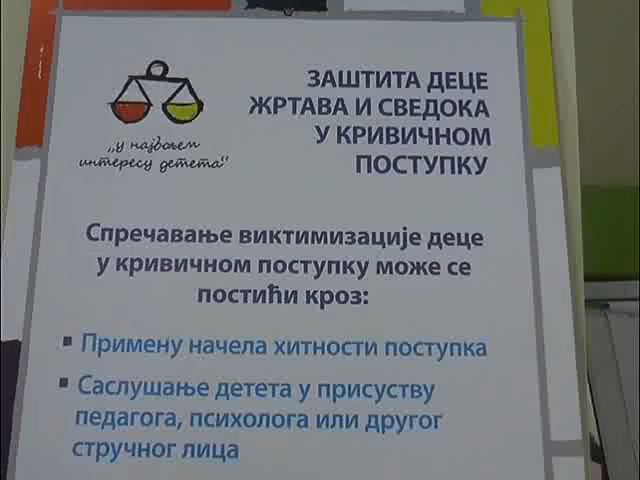 ЗАШТИТА ДЕЦЕ
ЖРТАВА И СВЕДОКА
У КРИВИЧНОМ
ПОСТУПКУ
„у најбољем
интересу детета“
Спречавање виктимизације деце
у кривичном поступку може се
постићи кроз:
▪ Примену начела хитности поступка
▪ Саслушање детета у присуству
педагога, психолога или другог
стручног лица